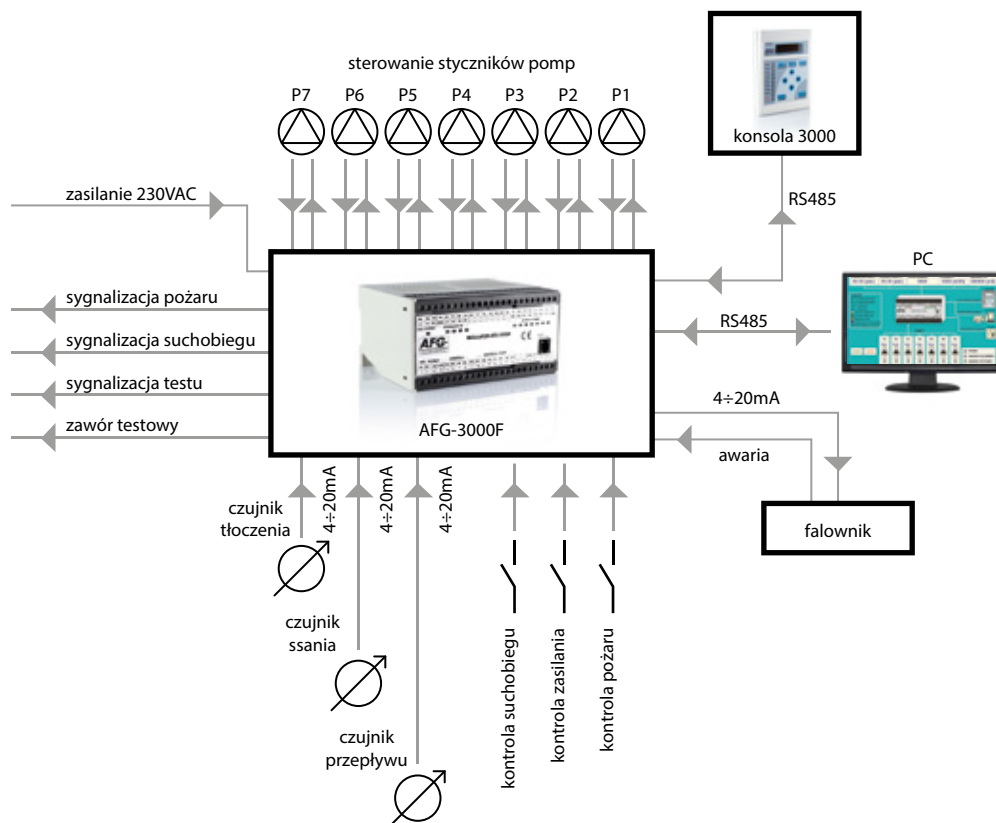 sterowanie styczników pomp
P7 P6 P5 P4 P3 P2 P1
konsola 3000
zasilanie 230VAC
RS485
sygnalizacja pożaru
sygnalizacja suchobiegu
sygnalizacja testu
zawór testowy
AFG
CE
AFG-3000F
PC
RS485
4÷20mA
awaria
falownik
czujnik
tłoczenia
4÷20mA
4÷20mA
4÷20mA
czujnik
ssania
czujnik
przepływu
kontrola suchobiegu
kontrola zasilania
kontrola pożaru